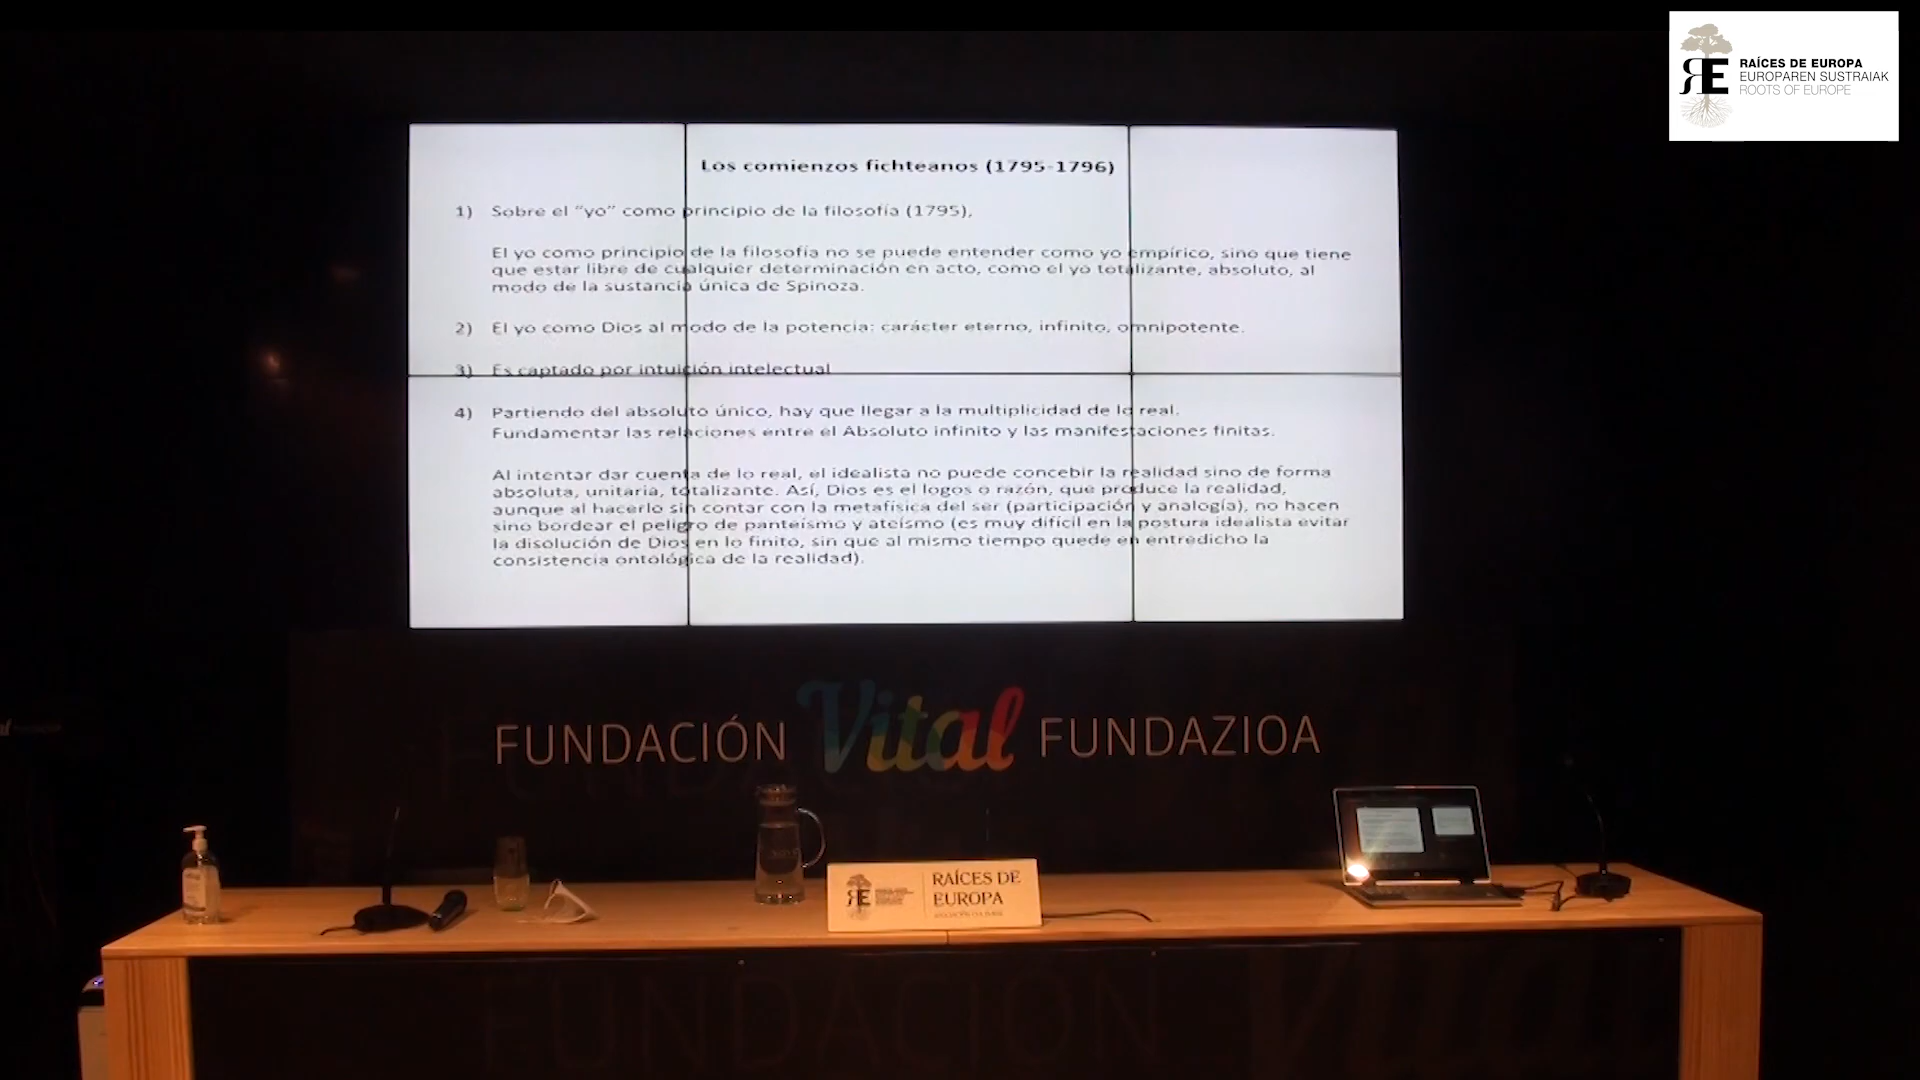 RAÍCES DE EUROPA
EUROPAREN SUSTRAIAK
ROOTS OF EUROPE
Los comienzos fichteanos (1795-1796)
1) Sobre el "yo" como principio de la filosofía (1795),
El yo como principio de la filosofía no se puede entender como yo empírico, sino que tiene
que estar libre de cualquier determinación en acto, como el yo totalizante, absoluto, al
modo de la sustancia única de Spinoza.
2) El yo como Dios al modo de la potencia: carácter eterno, infinito, omnipotente.
3) Es captado por intuición intelectual
4) Partiendo del absoluto único, hay que llegar a la multiplicidad de lo real.
Fundamentar las relaciones entre el Absoluto infinito y las manifestaciones finitas.
Al intentar dar cuenta de lo real, el idealista no puede concebir la realidad sino de forma
absoluta, unitaria, totalizante. Así, Dios es el logos o razón, que produce la realidad,
aunque al hacerlo sin contar con la metafísica del ser (participación y analogía), no hacen
sino bordear el peligro de panteísmo y ateísmo (es muy difícil en la postura idealista evitar
la disolución de Dios en lo finito, sin que al mismo tiempo quede en entredicho la
consistencia ontológica de la realidad).
FUNDACIÓN Vital FUNDAZIOA
RAÍCES DE
EUROPA
FUNDACIÓN Vital